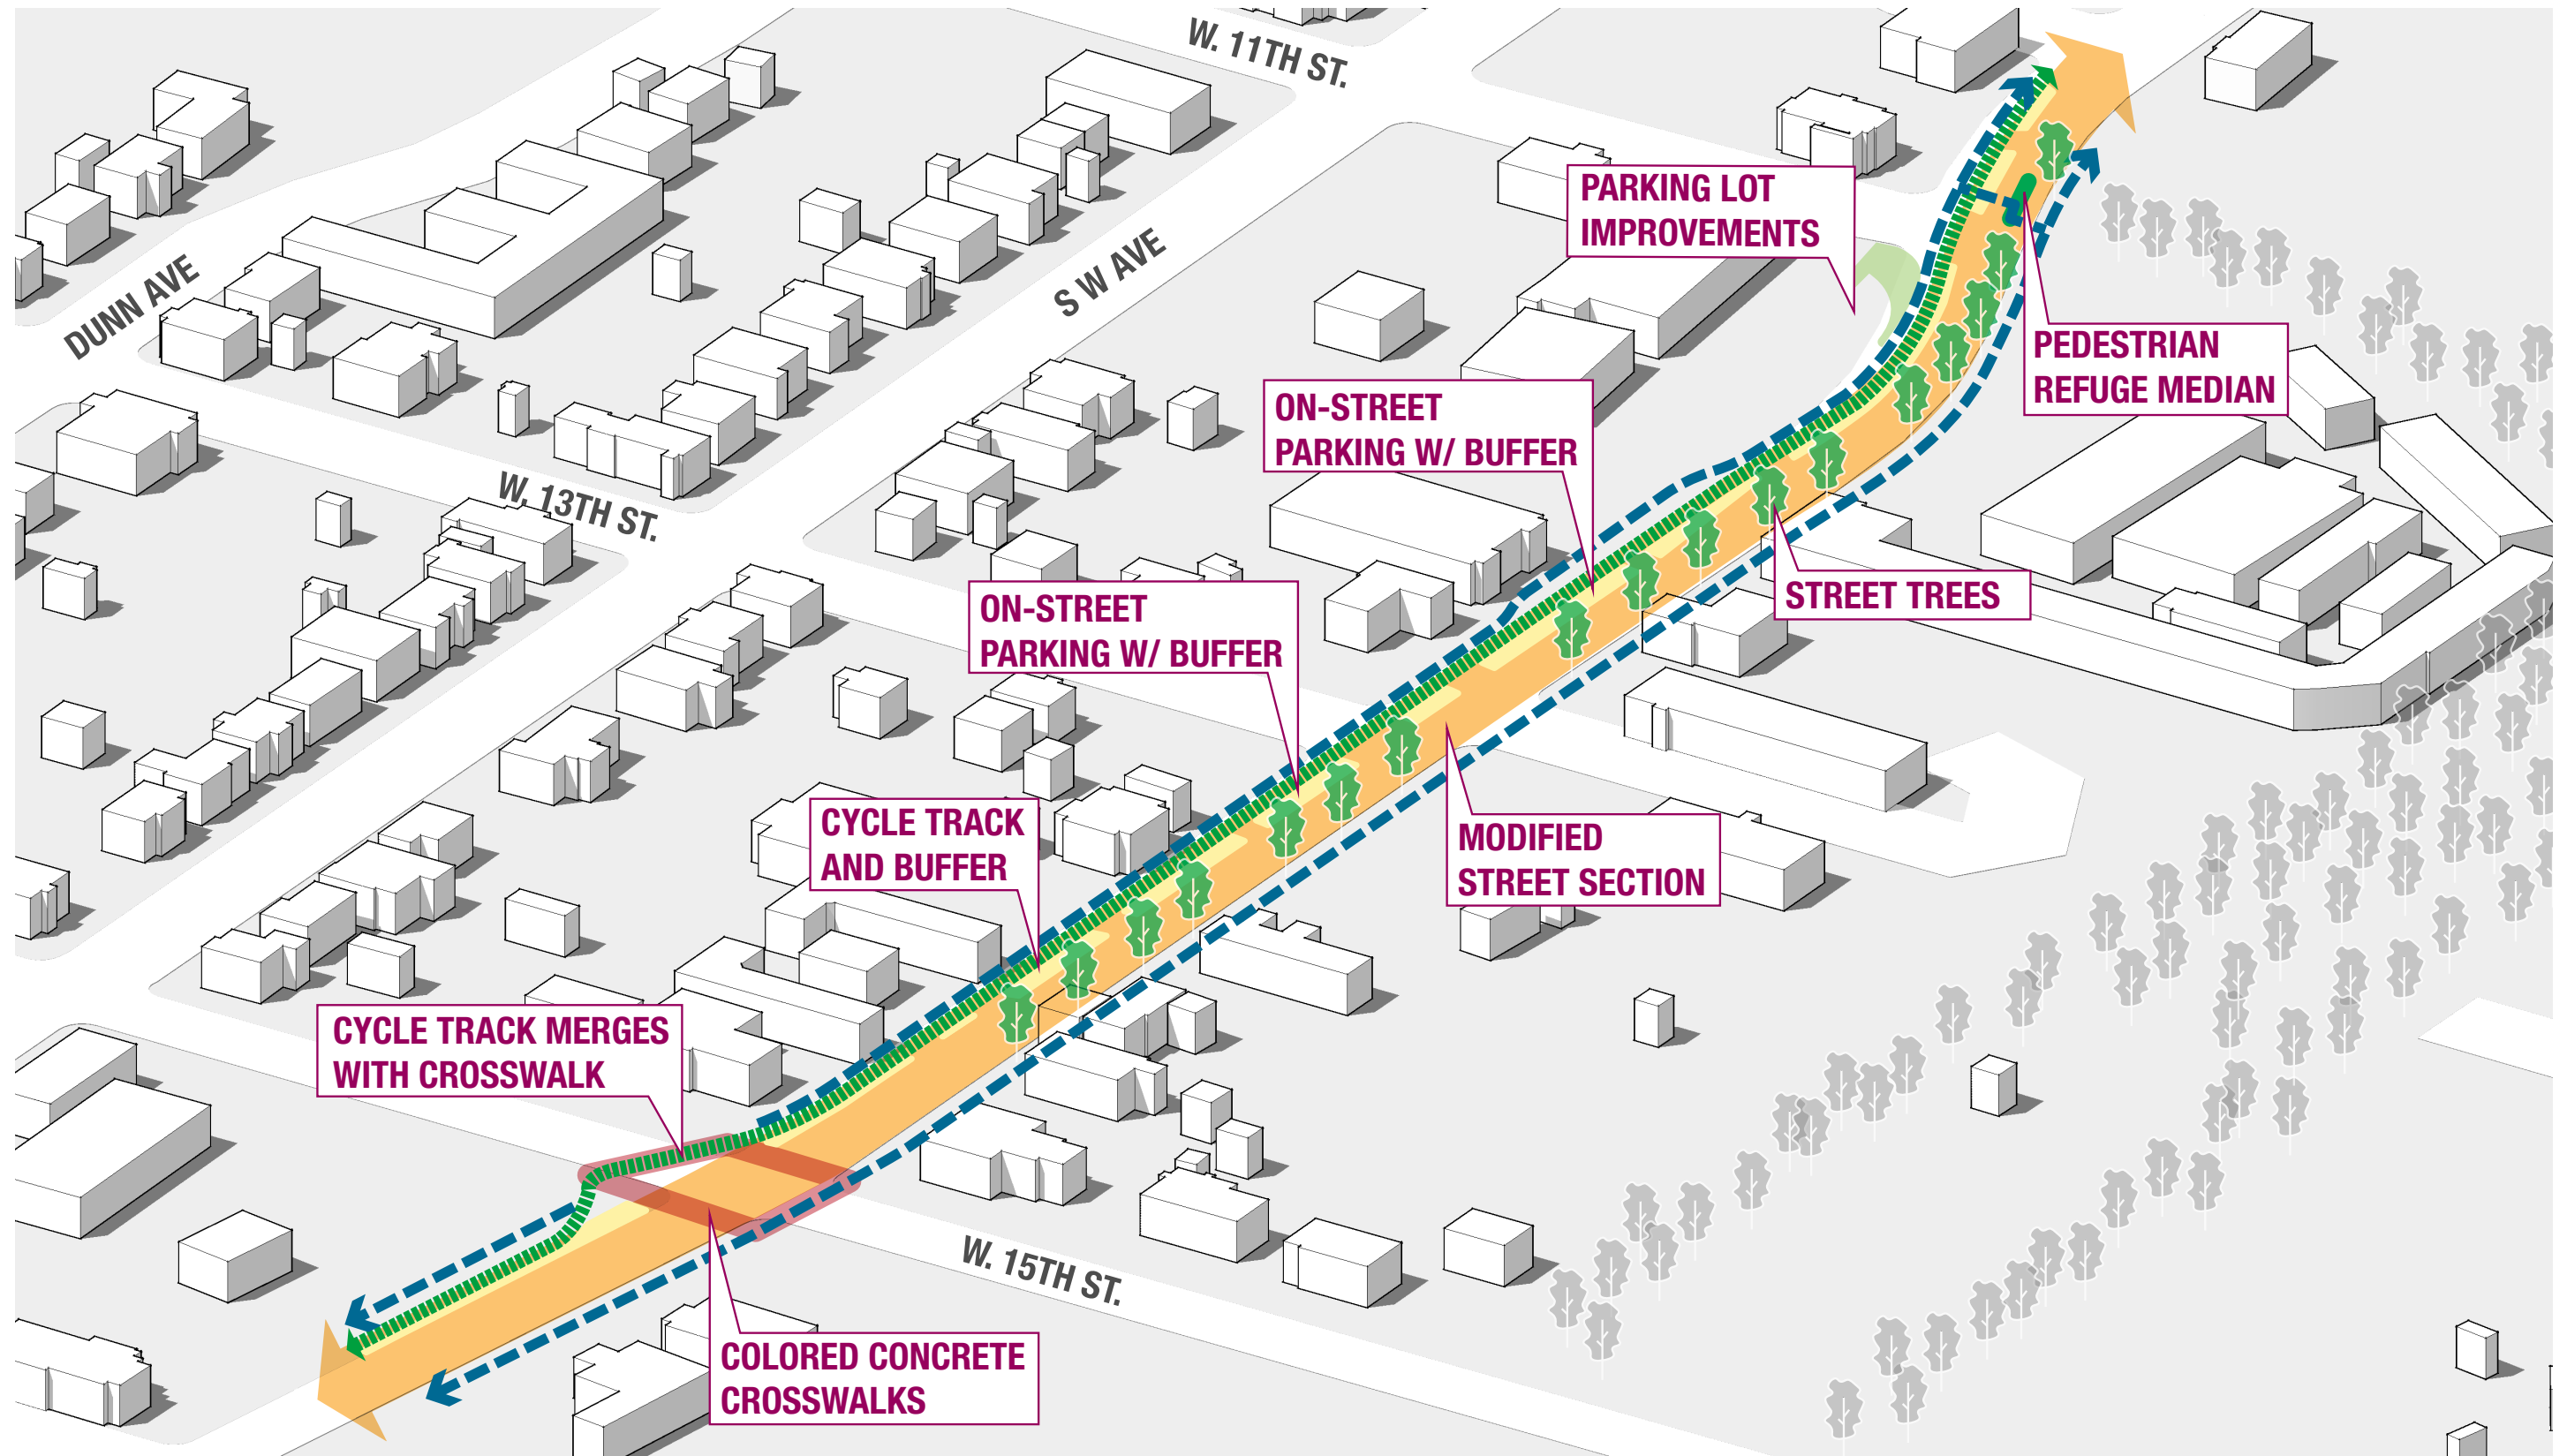 W. 11TH ST.
PARKING LOT
IMPROVEMENTS
S W AVE
DUNN AVE
PEDESTRIAN
REFUGE MEDIAN
ON-STREET
PARKING W/ BUFFER
W. 13TH ST.
STREET TREES
ON-STREET
PARKING W/ BUFFER
CYCLE TRACK
AND BUFFER
MODIFIED
STREET SECTION
CYCLE TRACK MERGES
WITH CROSSWALK
W. 15TH ST.
COLORED CONCRETE
CROSSWALKS